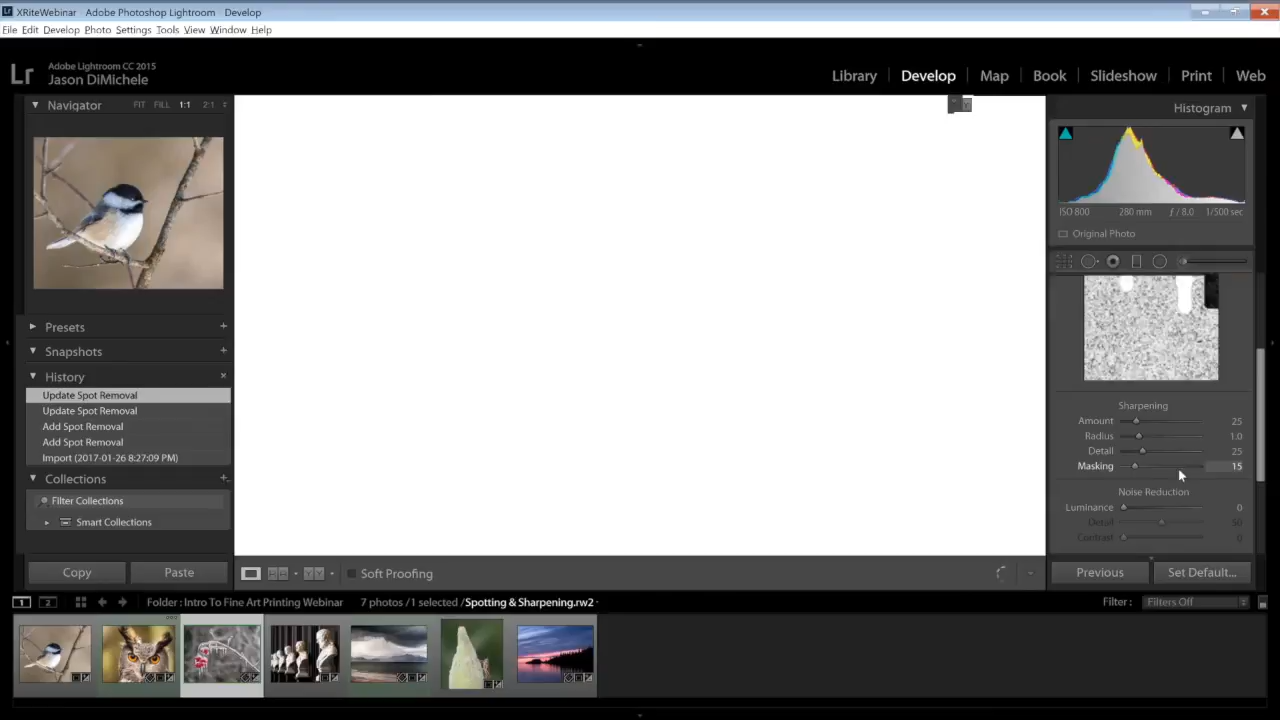 XRiteWebinar - Adobe Photoshop Lightroom - Develop
File Edit Develop Photo Settings Tools View Window Help
Lr
Adobe Lightroom CC 2015
Jason DiMichele
Library Develop Map Book Slideshow Print Web
Navigator FIT FILL 1:1 2:1
Presets
Snapshots
History
Update Spot Removal
Update Spot Removal
Add Spot Removal
Add Spot Removal
Import (2017-01-26 8:27:09 PM)
Collections
Filter Collections
Smart Collections
Copy Paste
Soft Proofing
Histogram
ISO 800 280 mm ƒ / 8.0 1/500 sec
Original Photo
Sharpening
Amount 25
Radius 1.0
Detail 25
Masking 15
Noise Reduction
Luminance 0
Detail 50
Contrast 0
Previous Set Default...
1 2 Folder : Intro To Fine Art Printing Webinar 7 photos /1 selected /Spotting & Sharpening.rw2 Filter : Filters Off